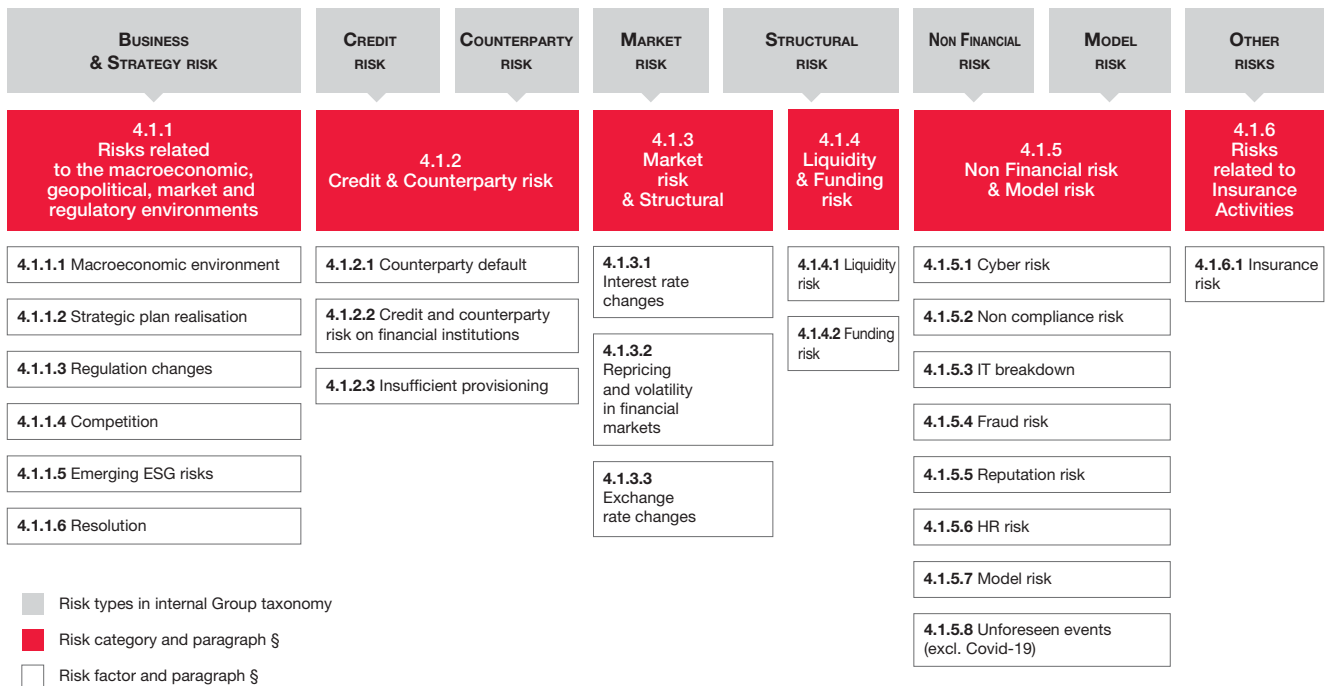 BUSINESS
& STRATEGY RISK
CREDIT
RISK
COUNTERPARTY
RISK
MARKET
RISK
STRUCTURAL
RISK
NON FINANCIAL
RISK
MODEL
RISK
OTHER
RISKS
4.1.1
Risks related
to the macroeconomic,
geopolitical, market and
regulatory environments
4.1.2
Credit & Counterparty risk
4.1.3
Market
risk
& Structural
4.1.4
Liquidity
& Funding
risk
4.1.5
Non Financial risk
& Model risk
4.1.6
Risks
related to
Insurance
Activities
4.1.1.1 Macroeconomic environment
4.1.1.2 Strategic plan realisation
4.1.1.3 Regulation changes
4.1.1.4 Competition
4.1.1.5 Emerging ESG risks
4.1.1.6 Resolution
4.1.2.1 Counterparty default
4.1.2.2 Credit and counterparty
risk on financial institutions
4.1.2.3 Insufficient provisioning
4.1.3.1
Interest rate
changes
4.1.3.2
Repricing
and volatility
in financial
markets
4.1.3.3
Exchange
rate changes
4.1.4.1 Liquidity
risk
4.1.4.2 Funding
risk
4.1.5.1 Cyber risk
4.1.5.2 Non compliance risk
4.1.5.3 IT breakdown
4.1.5.4 Fraud risk
4.1.5.5 Reputation risk
4.1.5.6 HR risk
4.1.5.7 Model risk
4.1.5.8 Unforeseen events
(excl. Covid-19)
4.1.6.1 Insurance
risk
Risk types in internal Group taxonomy
Risk category and paragraph §
Risk factor and paragraph §